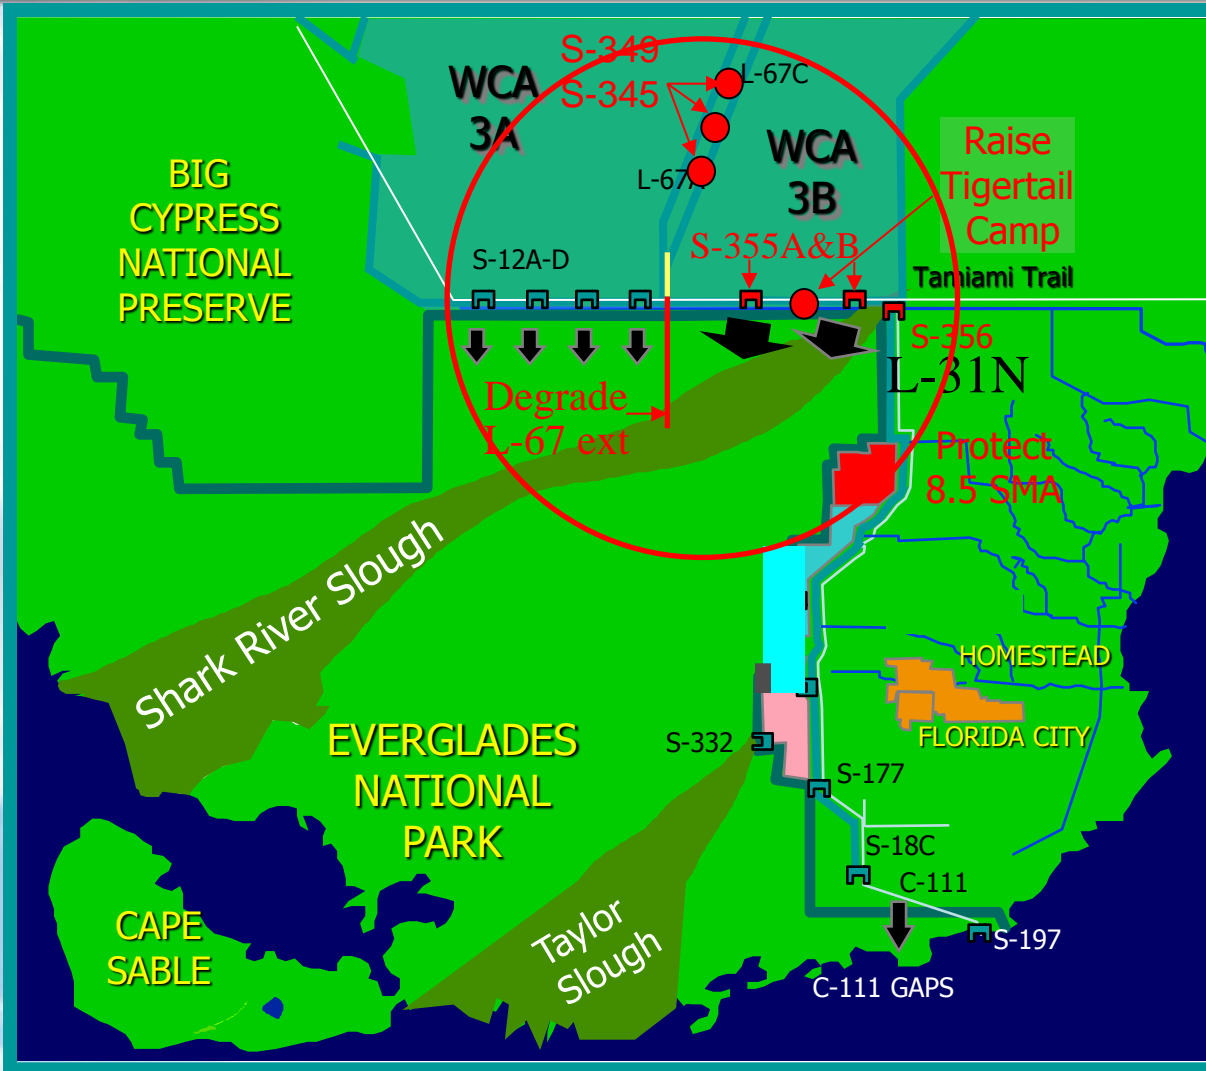 S-349
S-345
L-67C
WCA
3A
WCA
3B
L-67A
Raise
Tigertail
Camp
BIG
CYPRESS
NATIONAL
PRESERVE
S-12A-D
S-355A&B
Tamiami Trail
S-356
L-31N
Degrade
L-67 ext
Protect
8.5 SMA
Shark River Slough
HOMESTEAD
FLORIDA CITY
EVERGLADES
NATIONAL
PARK
S-332
S-177
S-18C
C-111
CAPE
SABLE
Taylor
Slough
S-197
C-111 GAPS